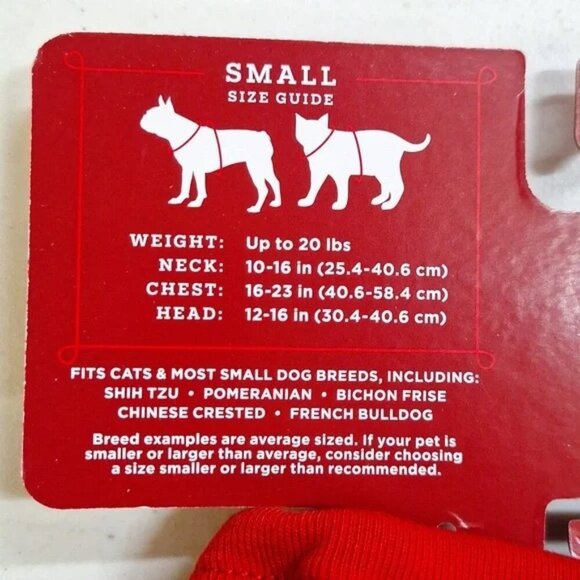 SMALL
SIZE GUIDE
WEIGHT: Up to 20 lbs
NECK: 10-16 in (25.4-40.6 cm)
CHEST: 16-23 in (40.6-58.4 cm)
HEAD: 12-16 in (30.4-40.6 cm)
FITS CATS & MOST SMALL DOG BREEDS, INCLUDING:
SHIH TZU • POMERANIAN • BICHON FRISE
CHINESE CRESTED • FRENCH BULLDOG
Breed examples are average sized. If your pet is
smaller or larger than average, consider choosing
a size smaller or larger than recommended.